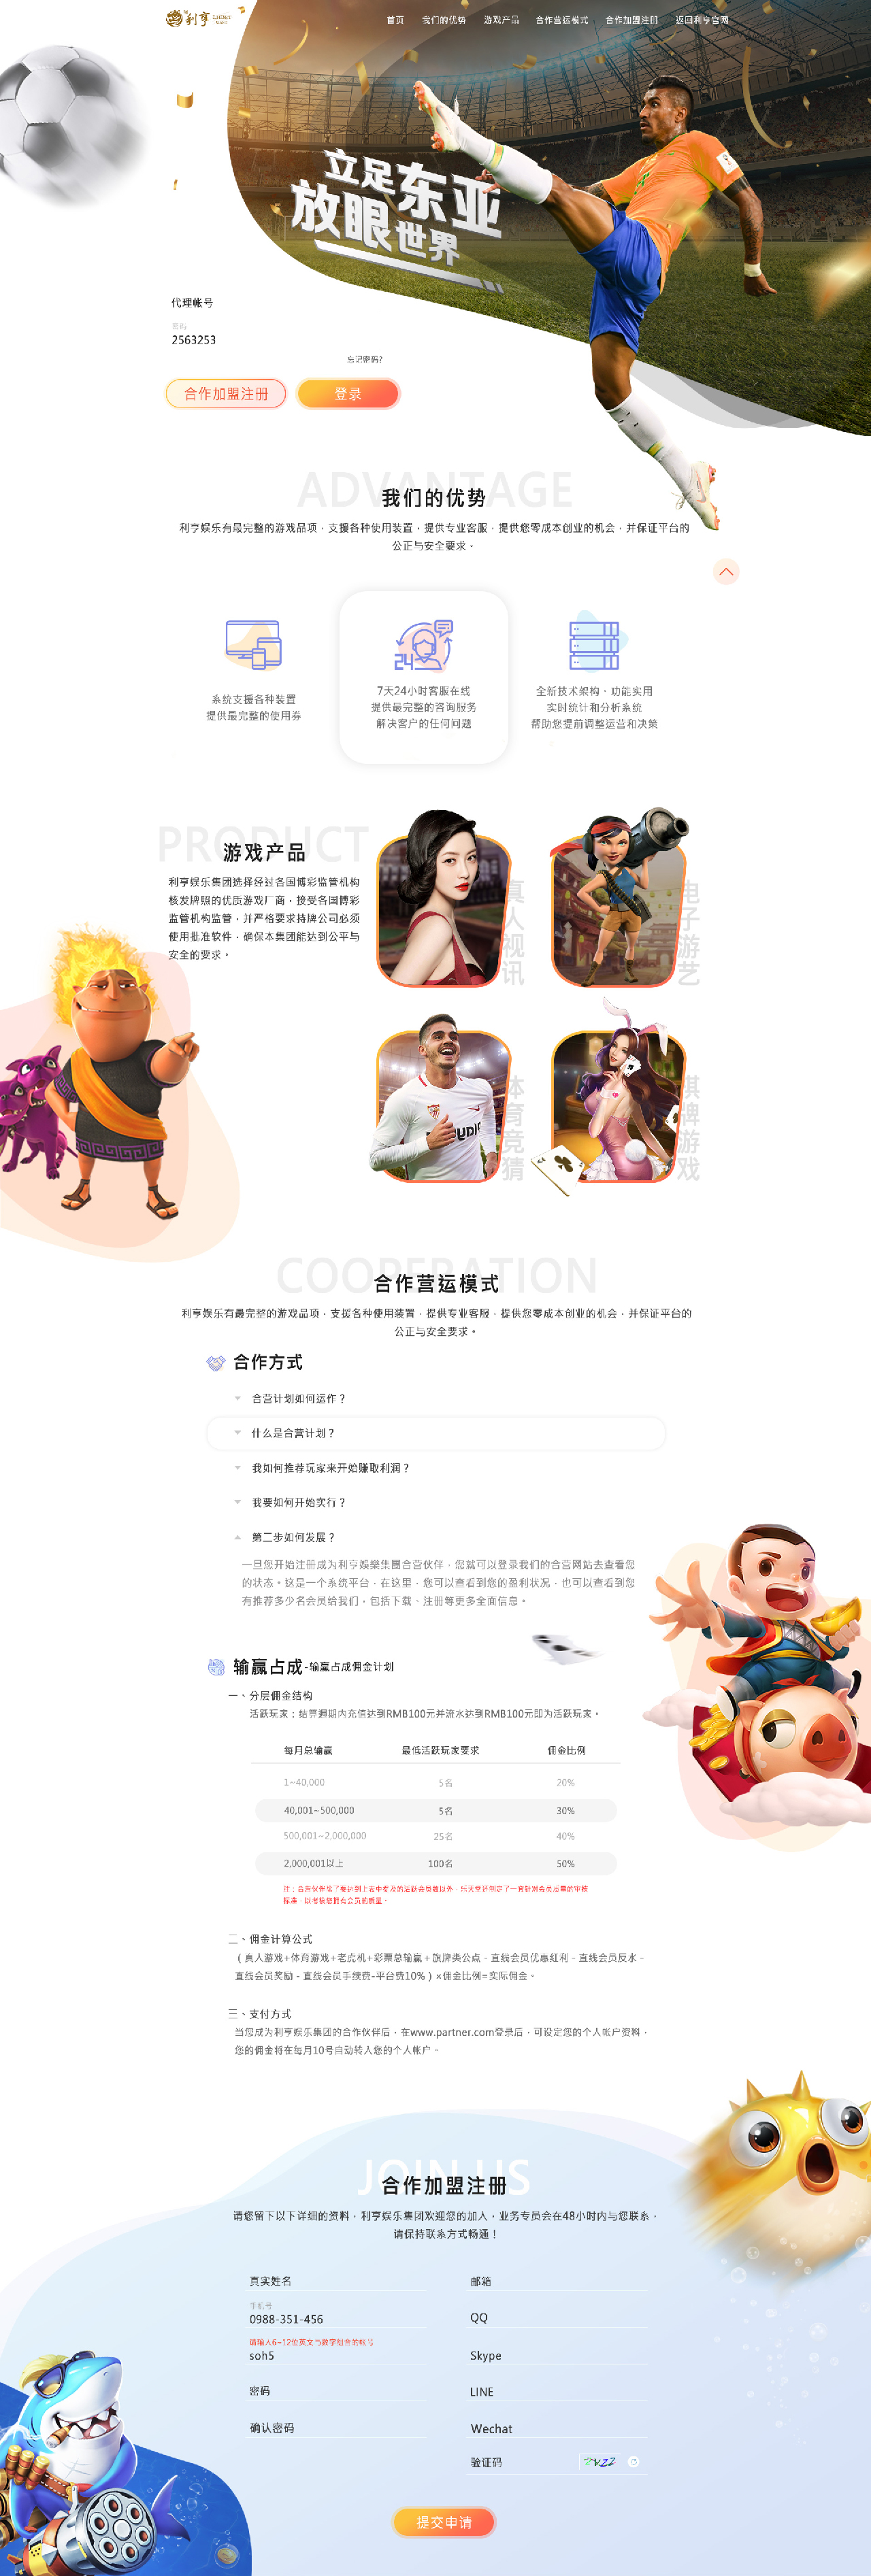 利亨
首页 我们的优势 游戏产品 合作营运模式 合作加盟注册 返回利亨官网
立足东亚
放眼世界
代理帐号
密码
2563253
忘记密码?
合作加盟注册 登录
ADVANTAGE
我们的优势
利亨娱乐有最完整的游戏品项，支援各种使用装置，提供专业客服，提供您零成本创业的机会，并保证平台的
公正与安全要求。
系统支援各种装置
提供最完整的使用券
7天24小时客服在线
提供最完整的咨询服务
解决客户的任何问题
全新技术架构，功能实用
实时统计和分析系统
帮助您提前调整运营和决策
PRODUCT
游戏产品
利亨娱乐集团选择经过各国博彩监管机构
核发牌照的优质游戏厂商，接受各国博彩
监管机构监管，并严格要求持牌公司必须
使用批准软件，确保本集团能达到公平与
安全的要求。
真人视讯
电子游艺
体育竞猜
棋牌游戏
COOPERATION
合作营运模式
利亨娱乐有最完整的游戏品项，支援各种使用装置，提供专业客服，提供您零成本创业的机会，并保证平台的
公正与安全要求。
合作方式
合营计划如何运作？
什么是合营计划？
我如何推荐玩家来开始赚取利润？
我要如何开始实行？
第二步如何发展？
一旦您开始注册成为利亨娛樂集團合营伙伴，您就可以登录我们的合营网站去查看您
的状态。这是一个系统平台，在这里，您可以查看到您的盈利状况，也可以查看到您
有推荐多少名会员给我们，包括下载、注册等更多全面信息。
输赢占成-输赢占成佣金计划
一、分层佣金结构
活跃玩家：结算週期内充值达到RMB100元并流水达到RMB100元即为活跃玩家。
每月总输赢 最低活跃玩家要求 佣金比例
1~40,000 5名 20%
40,001~500,000 5名 30%
500,001~2,000,000 25名 40%
2,000,001以上 100名 50%
二、佣金计算公式
（真人游戏+体育游戏+老虎机+彩票总输赢＋旗牌类公点－直线会员优惠红利－直线会员反水－
直线会员奖励－直线会员手续费-平台费10%）×佣金比例=实际佣金。
三、支付方式
当您成为利亨娱乐集团的合作伙伴后，在www.partner.com登录后，可设定您的个人帐户资料，
您的佣金将在每月10号自动转入您的个人帐户。
JOIN US
合作加盟注册
请您留下以下详细的资料，利亨娱乐集团欢迎您的加入，业务专员会在48小时内与您联系，
请保持联系方式畅通！
真实姓名 邮箱
手机号
0988-351-456 QQ
请输入6~12位英文与数字组合的帐号
soh5 Skype
密码 LINE
确认密码 Wechat
验证码
提交申请